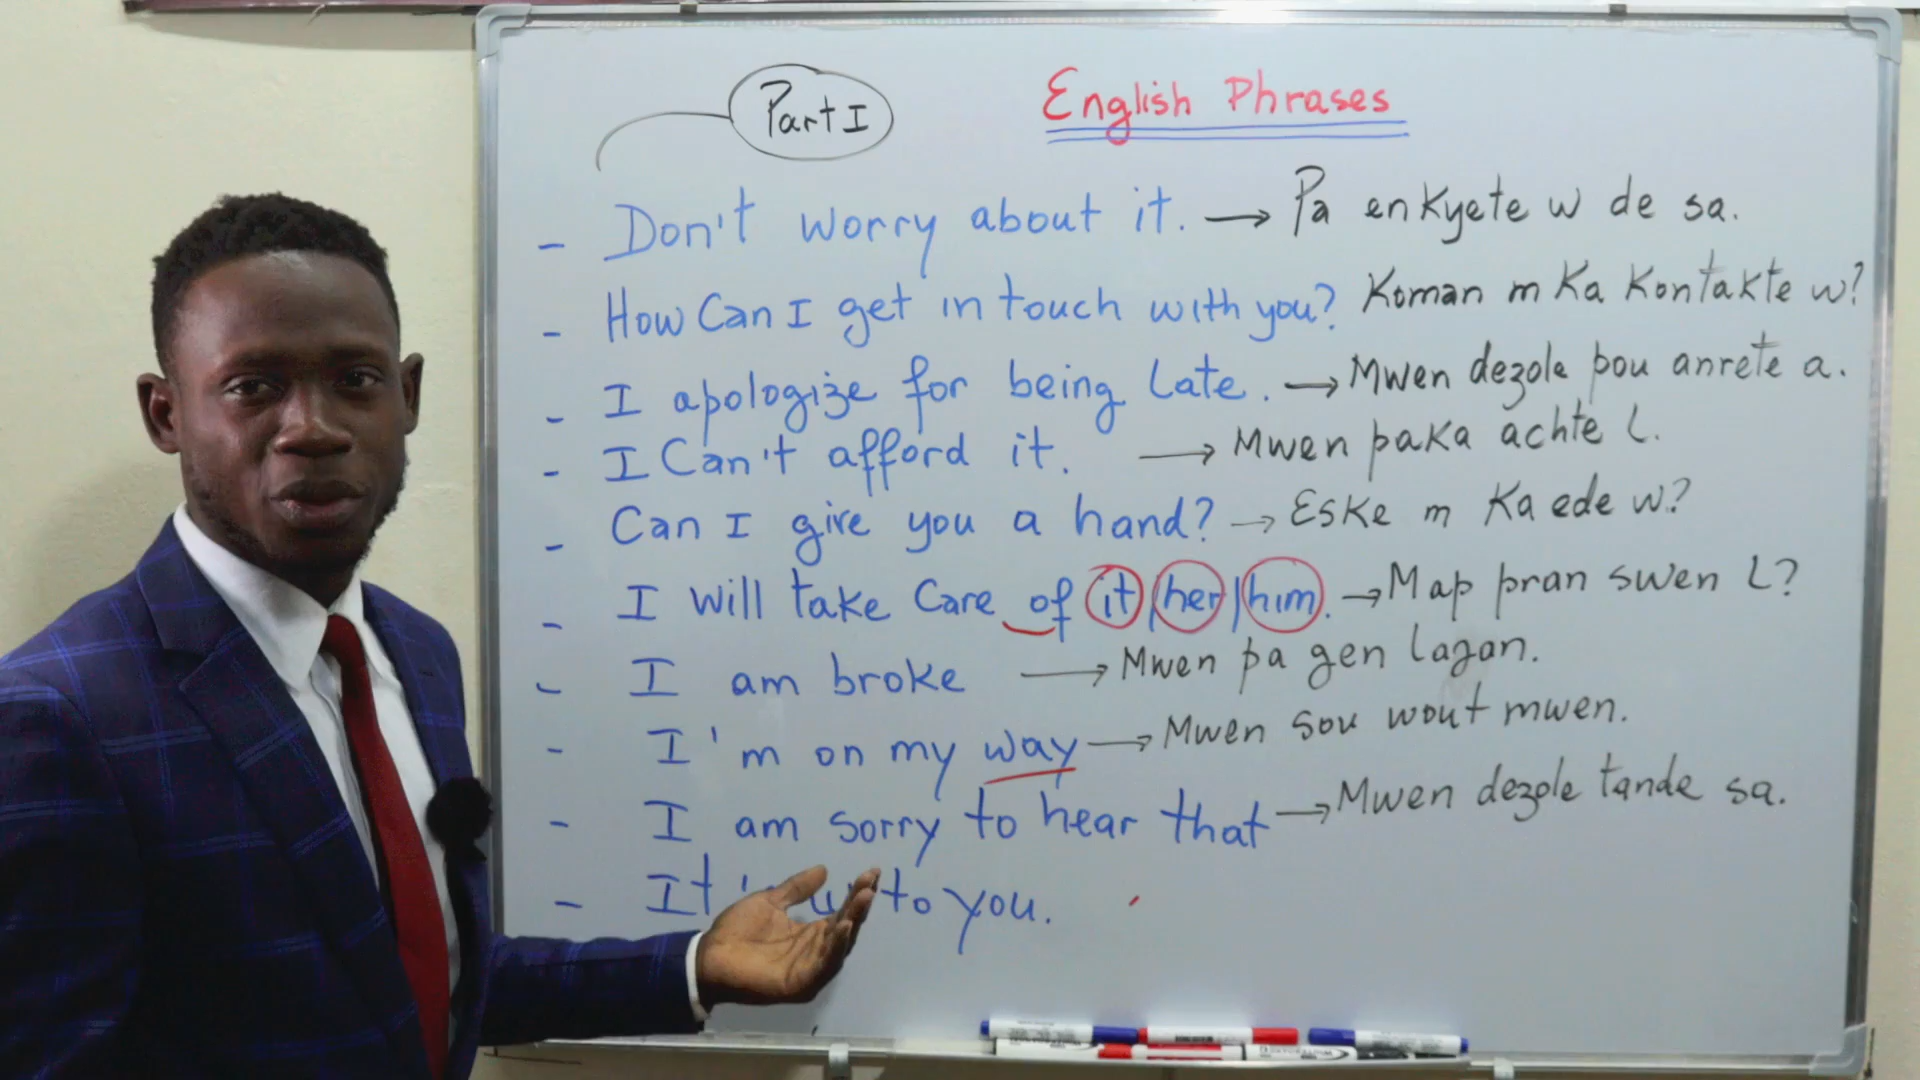 Part I
English Phrases
- Don't worry about it. → Pa enkyete w de sa.
- How Can I get in touch with you? Koman m Ka Kontakte w?
- I apologize for being Late. → Mwen dezole pou anrete a.
- I Can't afford it. → Mwen paka achte L.
- Can I give you a hand? → Eske m Ka ede w?
- I will take Care of it/her/him. → Map pran swen L?
- I am broke → Mwen pa gen lajan.
- I'm on my way → Mwen sou wout mwen.
- I am sorry to hear that → Mwen dezole tande sa.
- to you.